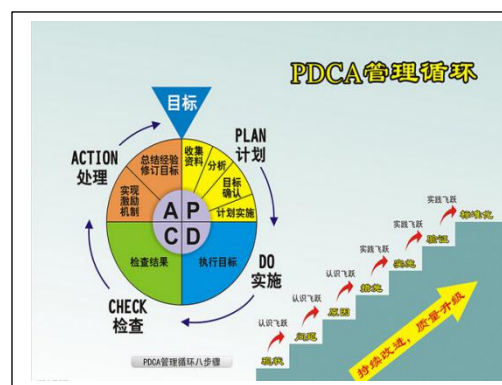 PDCA管理循环
目标
PLAN
计划
ACTION
处理
总结经验
修订目标
收集
资料
分析
目标
确认
计划实施
实现
激励
机制
A P
C D
检查结果
执行目标
DO
实施
CHECK
检查
PDCA管理循环八步骤
实践飞跃
标准化
实践飞跃
验证
实践飞跃
实施
认识飞跃
措施
认识飞跃
原因
认识飞跃
问题
认识飞跃
现状
持续改进，质量升级